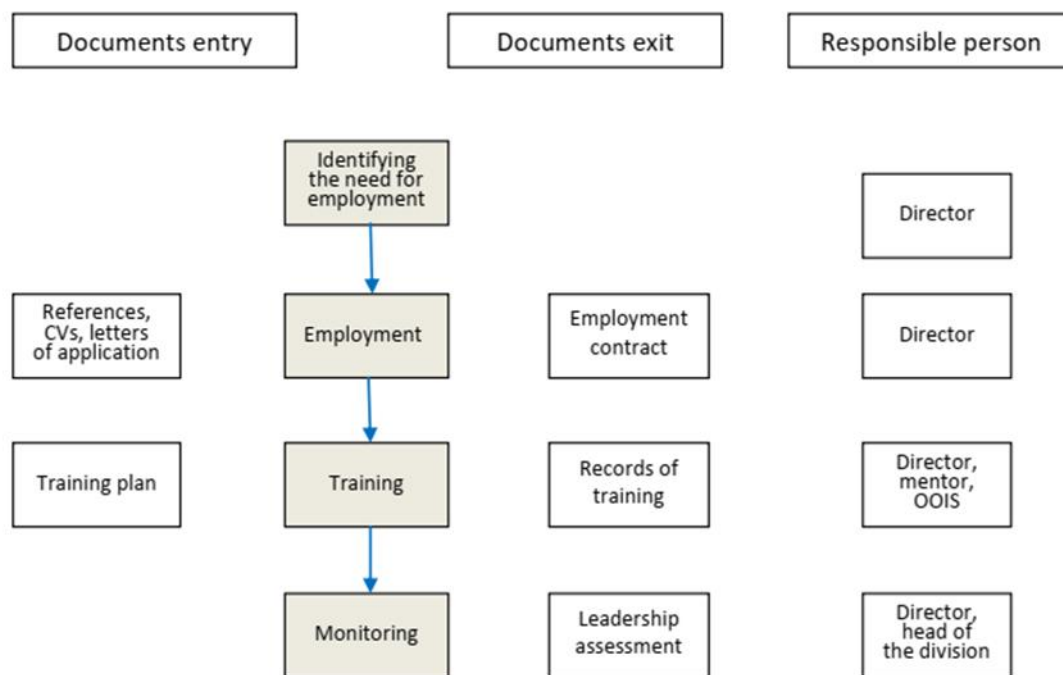 Documents entry
Documents exit
Responsible person
Identifying
the need for
employment
Director
References,
CVs, letters
of application
Employment
Employment
contract
Director
Training plan
Training
Records of
training
Director,
mentor,
OOIS
Monitoring
Leadership
assessment
Director,
head of
the division